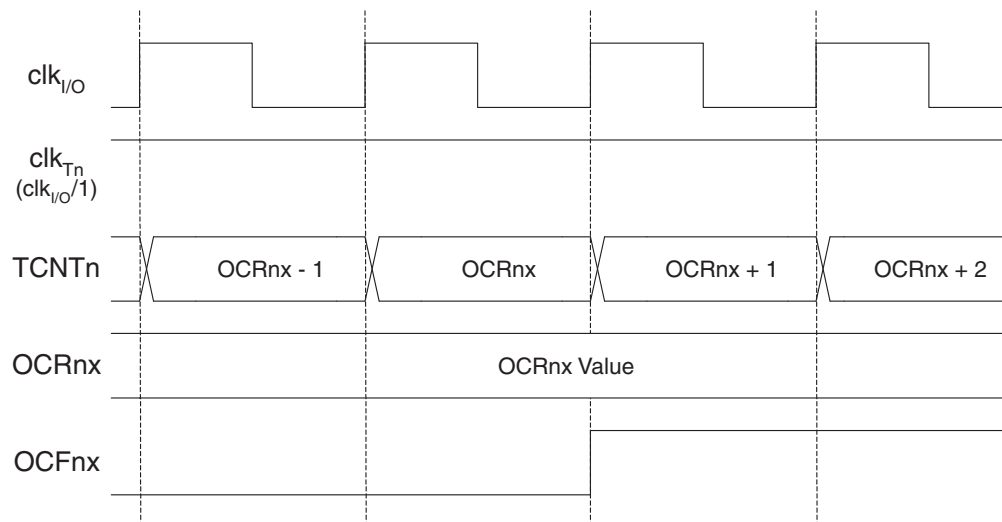 clkI/O
clkTn
(clkI/O/1)
TCNTn OCRnx - 1 OCRnx OCRnx + 1 OCRnx + 2
OCRnx OCRnx Value
OCFnx